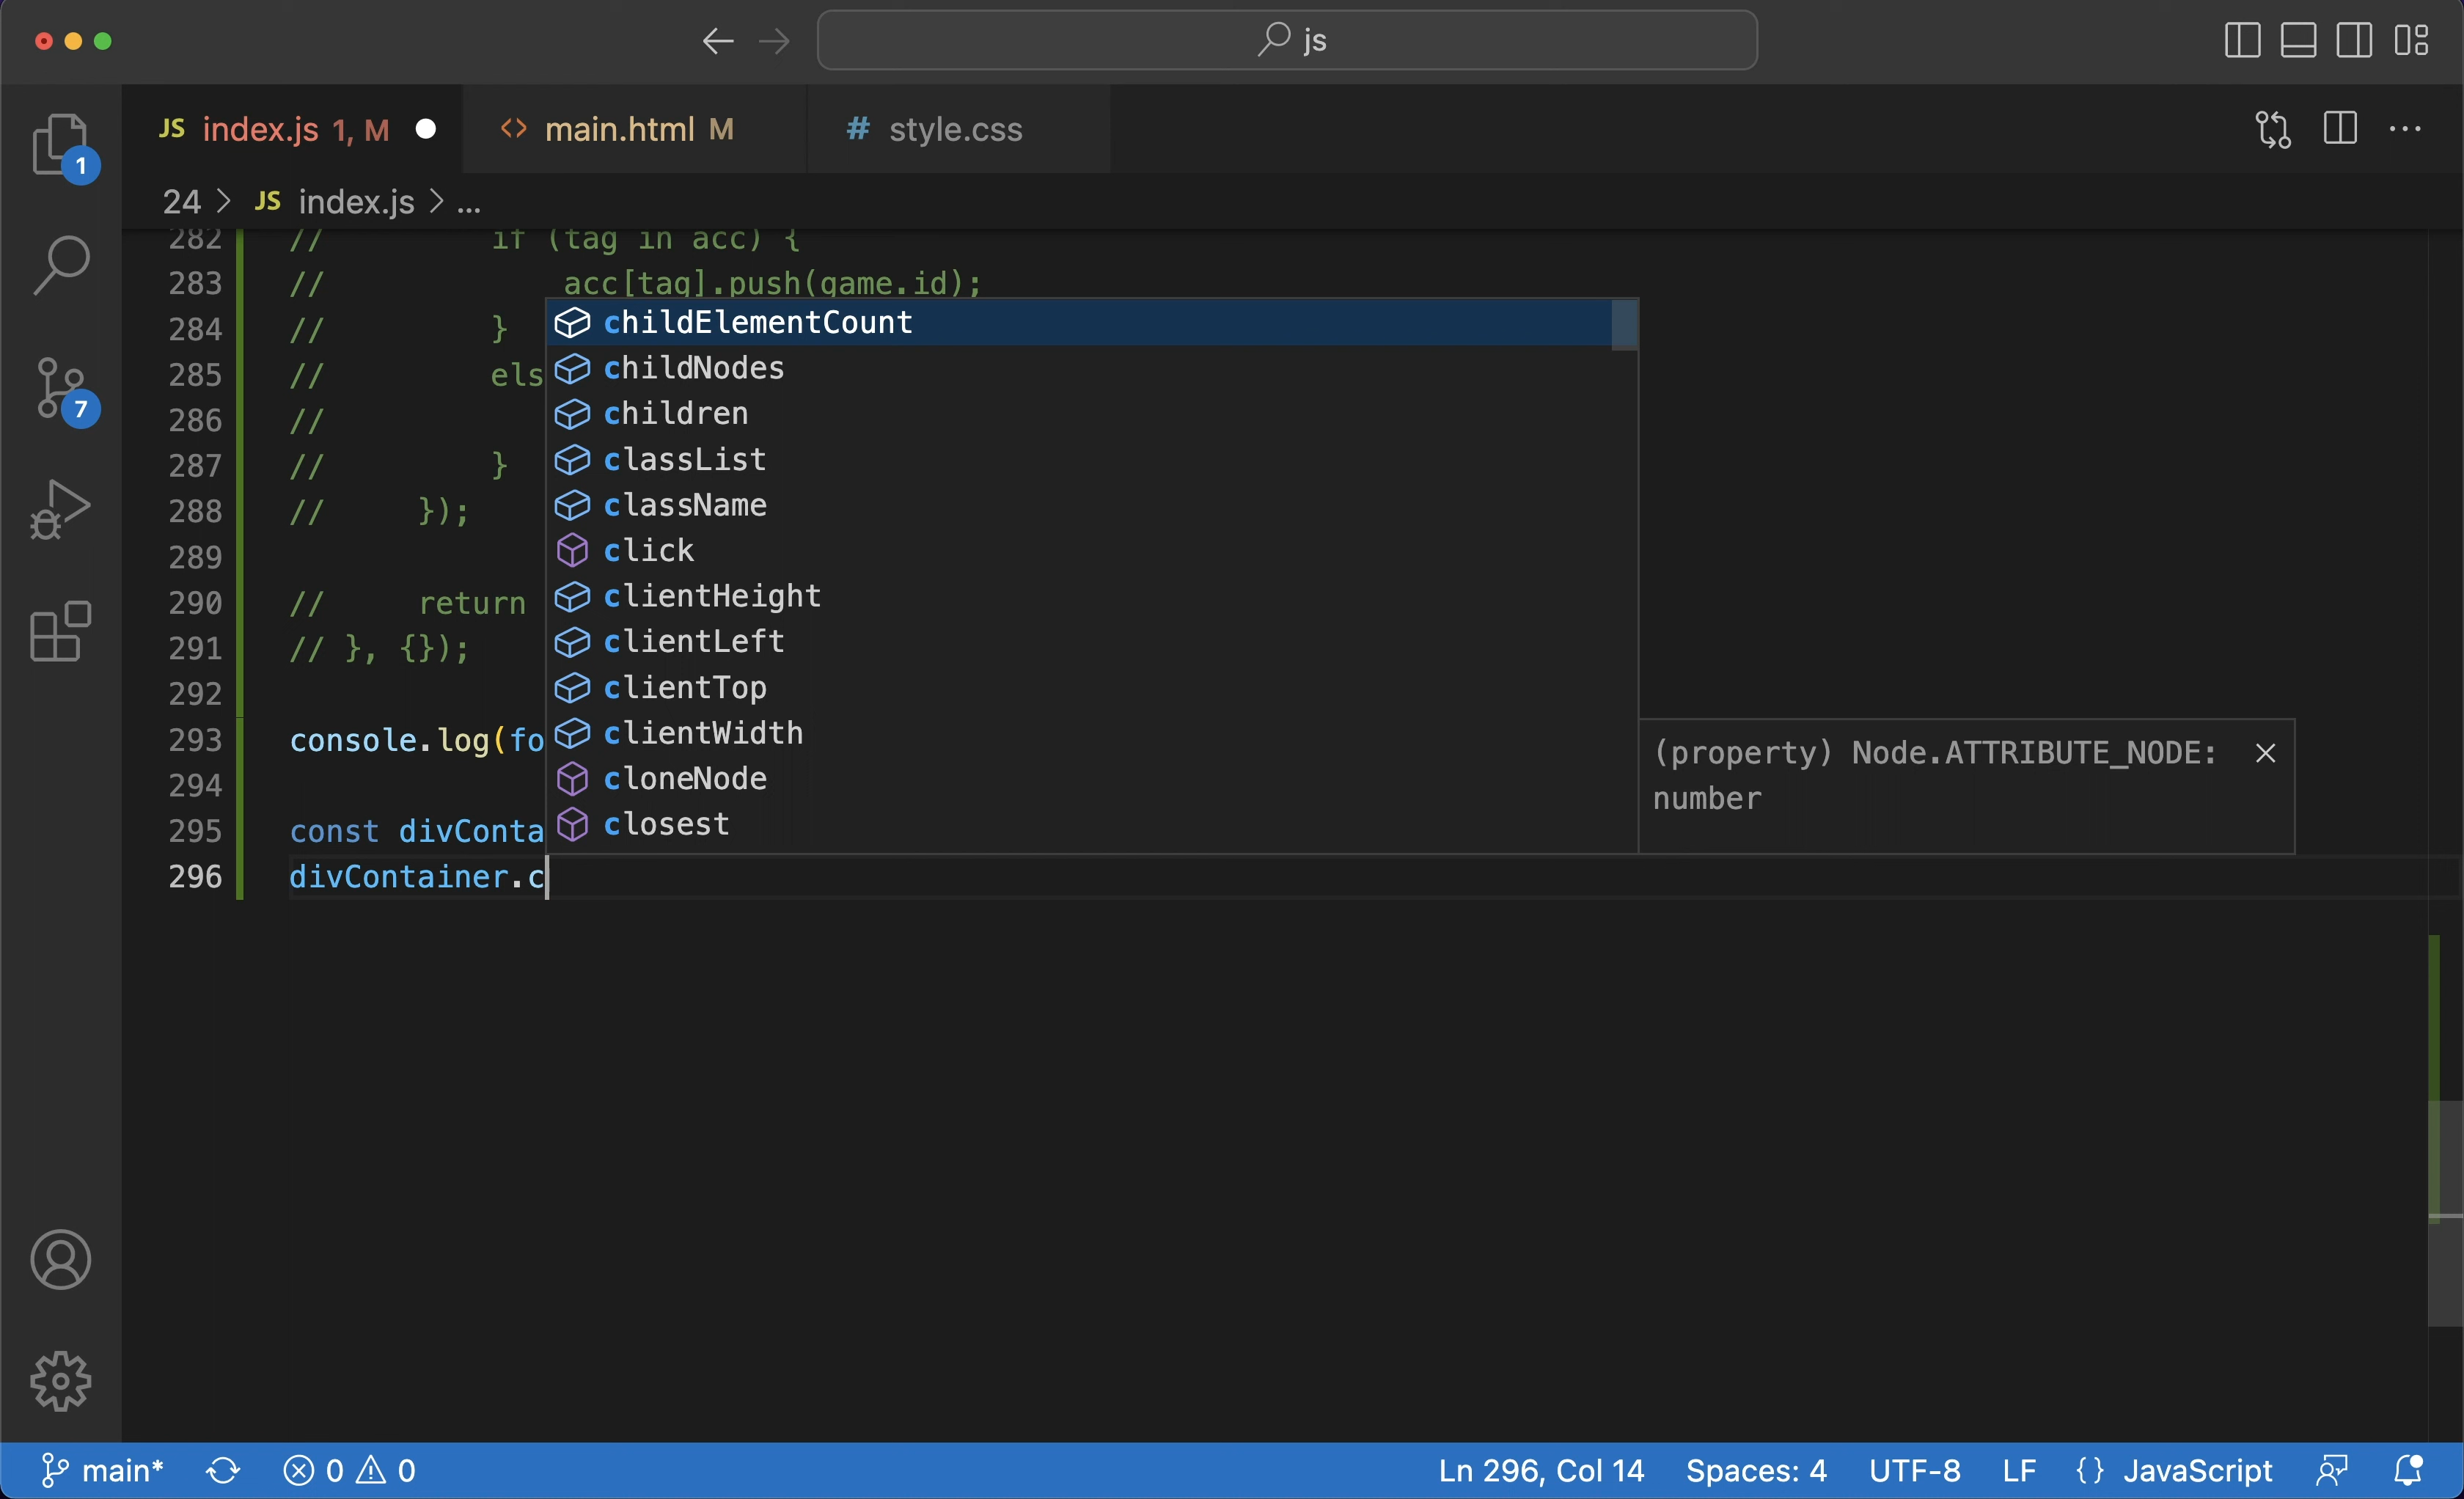 js
JS index.js 1, M
<> main.html M
# style.css
1
7
24 > JS index.js > ...
282 // if (tag in acc) {
283 // acc[tag].push(game.id);
284 // }
285 // els
286 //
287 // }
288 // });
289
290 // return
291 // }, {});
292
293 console.log(fo
294
295 const divConta
296 divContainer.c
childElementCount
childNodes
children
classList
className
click
clientHeight
clientLeft
clientTop
clientWidth
cloneNode
closest
(property) Node.ATTRIBUTE_NODE:
number
main* 0 0 Ln 296, Col 14 Spaces: 4 UTF-8 LF {} JavaScript